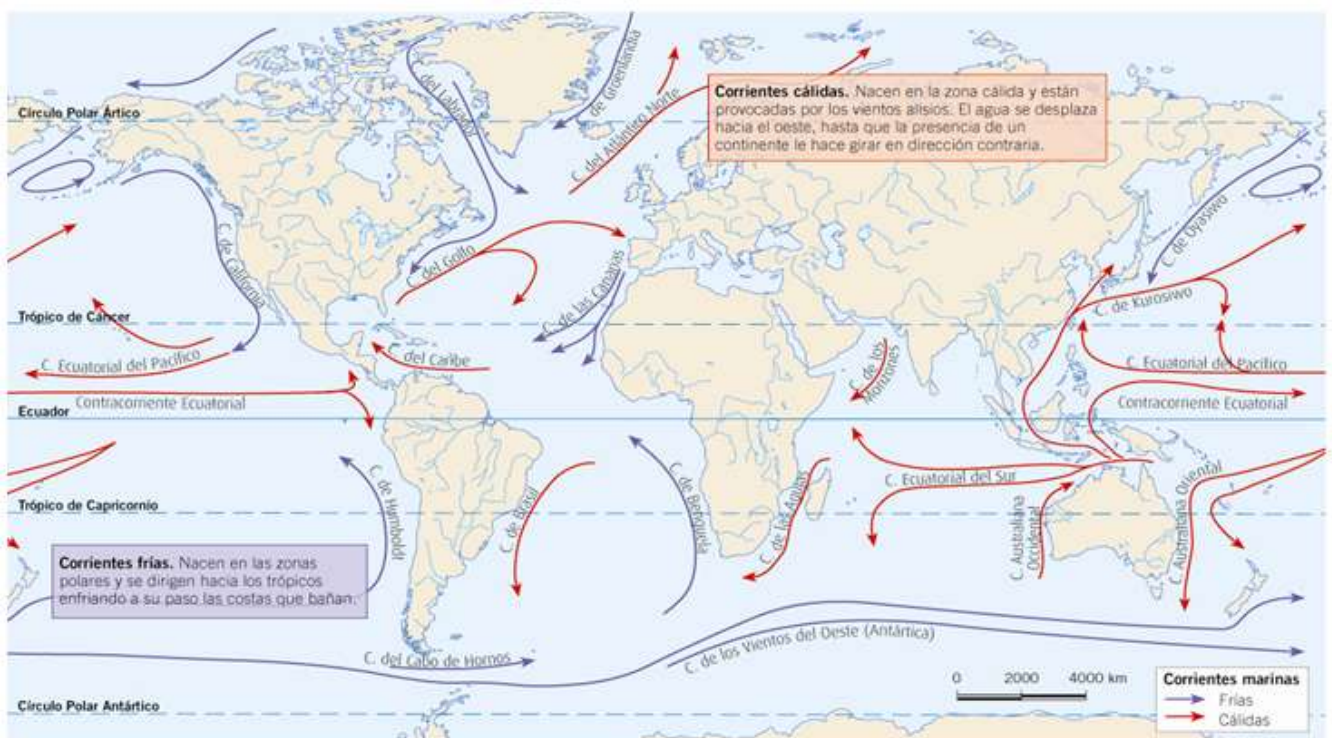 C. de Groenlandia
del Labrador
C. del Atlántico Norte
Corrientes cálidas. Nacen en la zona cálida y están
provocadas por los vientos alisios. El agua se desplaza
hacia el oeste, hasta que la presencia de un
continente le hace girar en dirección contraria.
Círculo Polar Ártico
C. de Oyasiwo
C. de California
C. del Golfo
C. de las Canarias
C. de Kurosiwo
Trópico de Cáncer
C. Ecuatorial del Pacífico
del Caribe
C. de los
Monzones
C. Ecuatorial del Pacífico
Contracorriente Ecuatorial
Contracorriente Ecuatorial
Ecuador
C. de Humboldt
C. de Brasil
C. de Benguela
C. de las Agujas
C. Ecuatorial del Sur
C. Australiana
Occidental
C. Australiana Oriental
Trópico de Capricornio
Corrientes frías. Nacen en las zonas
polares y se dirigen hacia los trópicos
enfriando a su paso las costas que bañan.
C. del Cabo de Hornos
C. de los Vientos del Oeste (Antártica)
0 2000 4000 km
Corrientes marinas
Frías
Cálidas
Círculo Polar Antártico